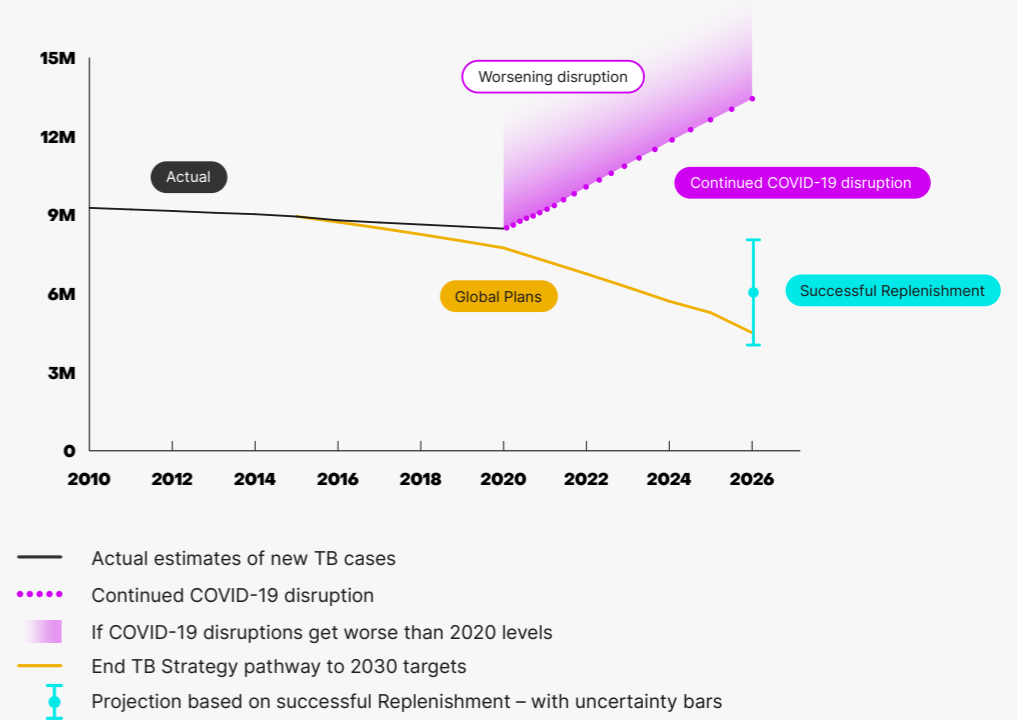 15M
Worsening disruption
12M
Actual
Continued COVID-19 disruption
9M
6M
Global Plans
Successful Replenishment
3M
0
2010 2012 2014 2016 2018 2020 2022 2024 2026
Actual estimates of new TB cases
Continued COVID-19 disruption
If COVID-19 disruptions get worse than 2020 levels
End TB Strategy pathway to 2030 targets
Projection based on successful Replenishment – with uncertainty bars